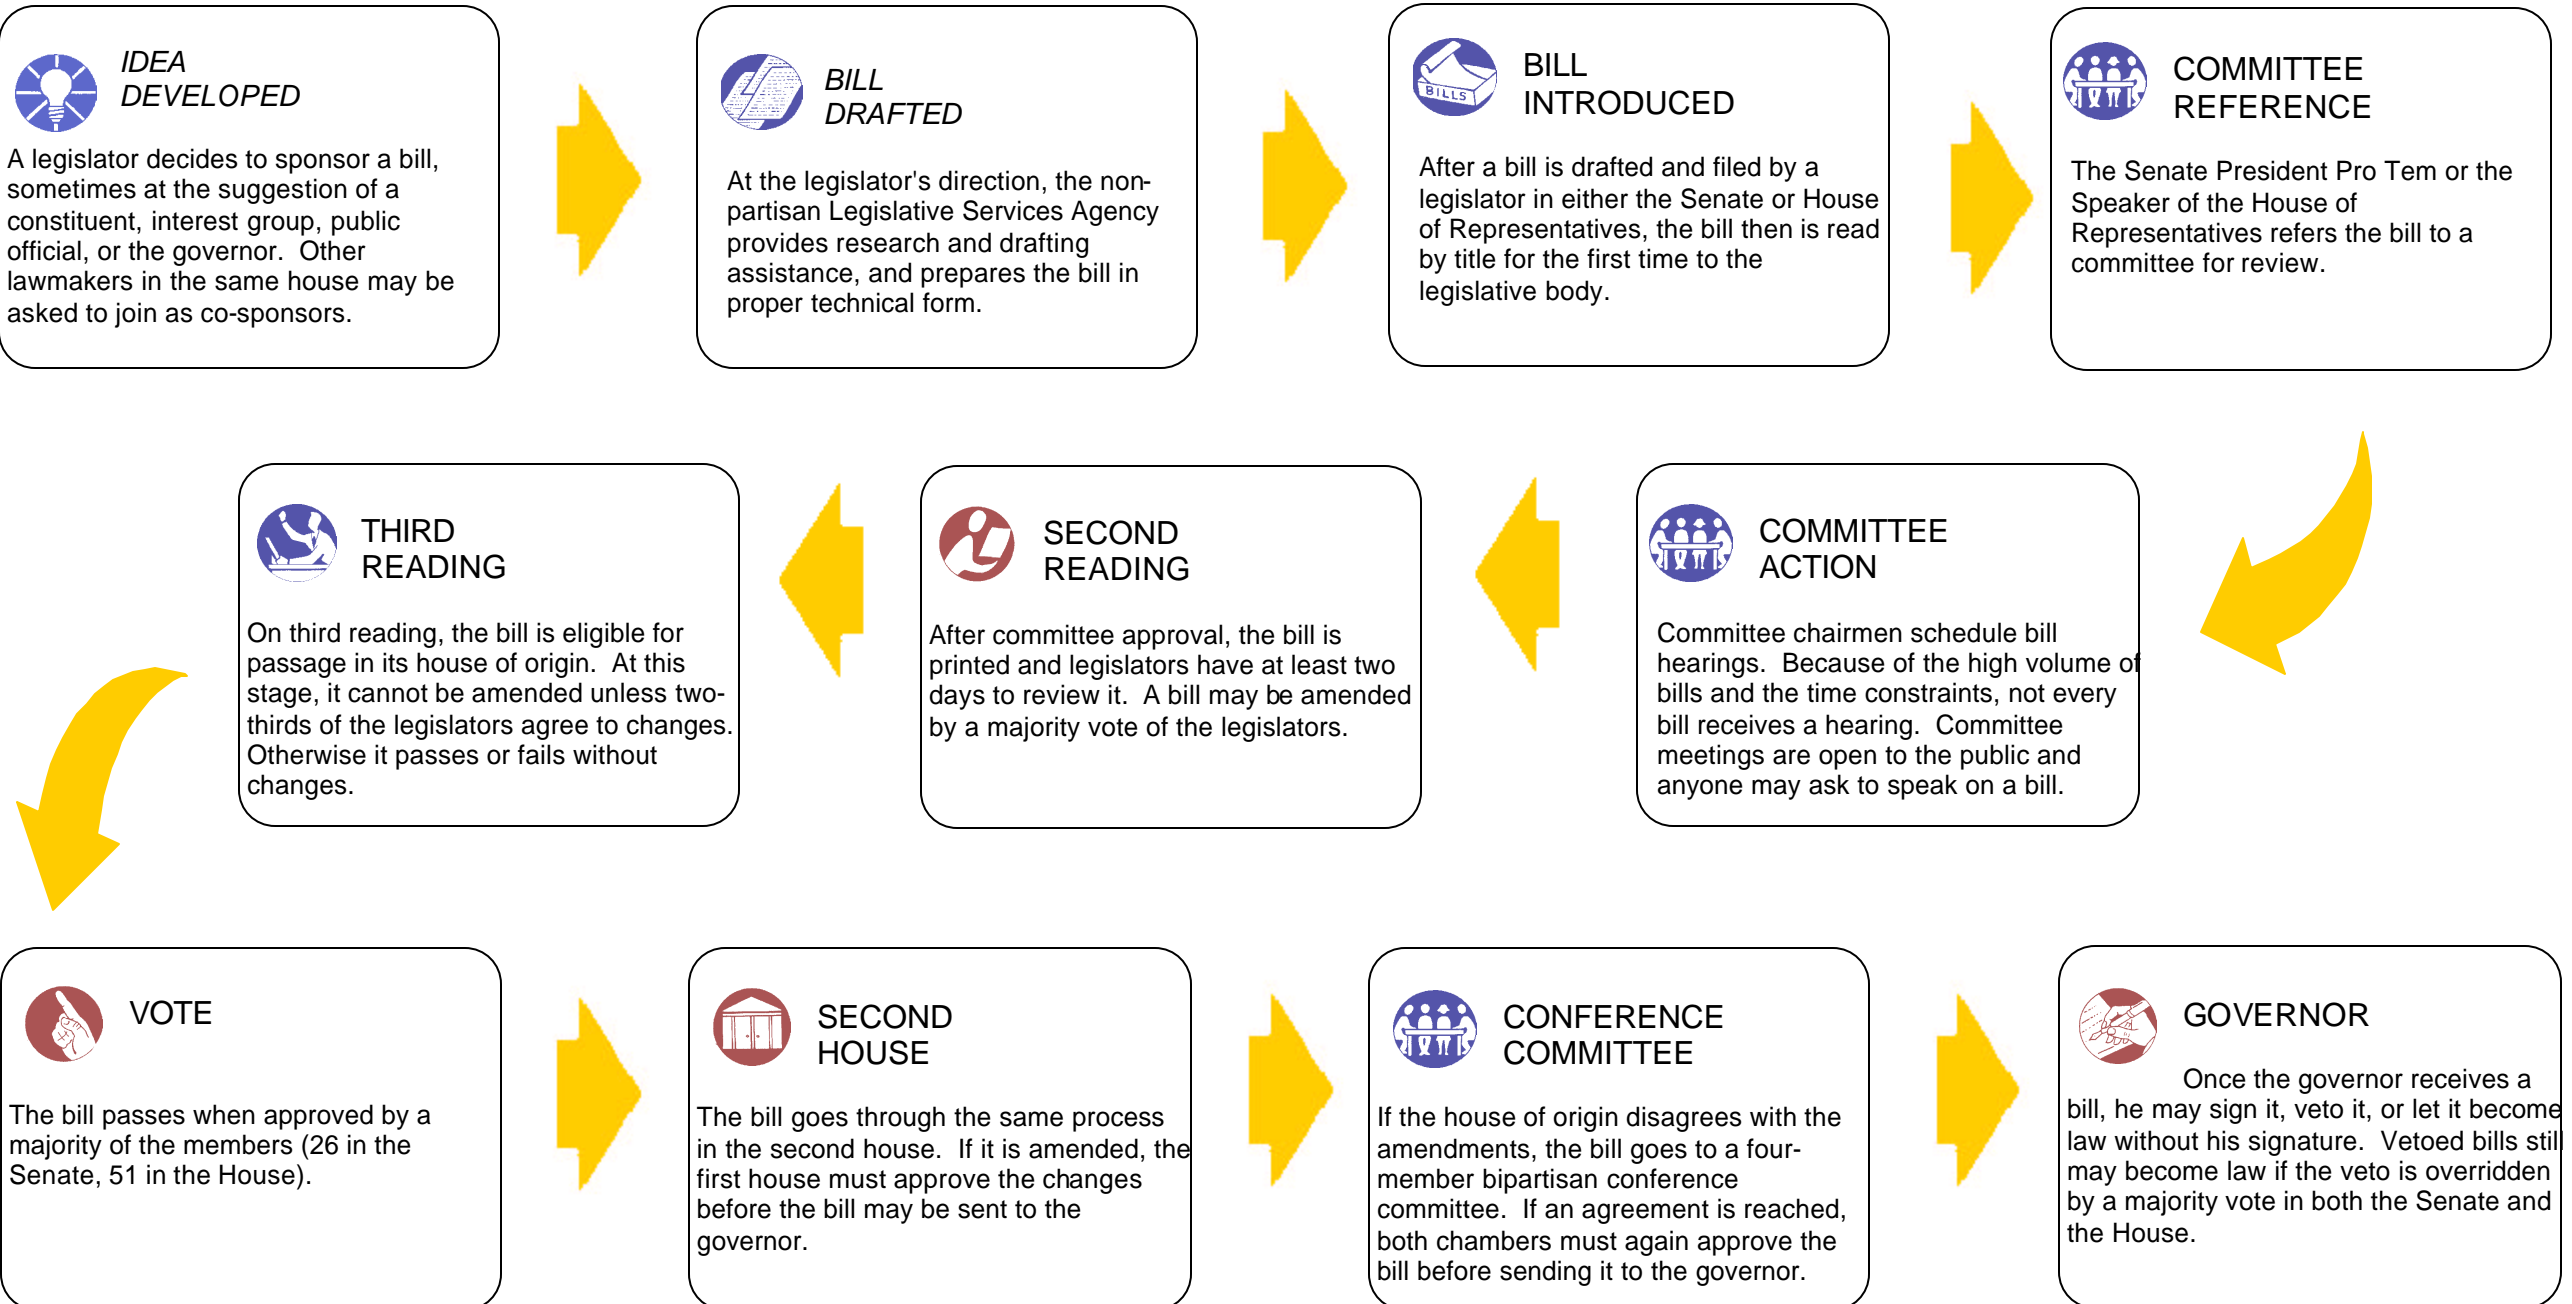 IDEA
DEVELOPED
A legislator decides to sponsor a bill,
sometimes at the suggestion of a
constituent, interest group, public
official, or the governor.  Other
lawmakers in the same house may be
asked to join as co-sponsors.
BILL
DRAFTED
At the legislator's direction, the non-
partisan Legislative Services Agency
provides research and drafting
assistance, and prepares the bill in
proper technical form.
BILLS
BILL
INTRODUCED
After a bill is drafted and filed by a
legislator in either the Senate or House
of Representatives, the bill then is read
by title for the first time to the
legislative body.
COMMITTEE
REFERENCE
The Senate President Pro Tem or the
Speaker of the House of
Representatives refers the bill to a
committee for review.
COMMITTEE
ACTION
Committee chairmen schedule bill
hearings.  Because of the high volume of
bills and the time constraints, not every
bill receives a hearing.  Committee
meetings are open to the public and
anyone may ask to speak on a bill.
SECOND
READING
After committee approval, the bill is
printed and legislators have at least two
days to review it.  A bill may be amended
by a majority vote of the legislators.
THIRD
READING
On third reading, the bill is eligible for
passage in its house of origin.  At this
stage, it cannot be amended unless two-
thirds of the legislators agree to changes.
Otherwise it passes or fails without
changes.
VOTE
The bill passes when approved by a
majority of the members (26 in the
Senate, 51 in the House).
SECOND
HOUSE
The bill goes through the same process
in the second house.  If it is amended, the
first house must approve the changes
before the bill may be sent to the
governor.
CONFERENCE
COMMITTEE
If the house of origin disagrees with the
amendments, the bill goes to a four-
member bipartisan conference
committee.  If an agreement is reached,
both chambers must again approve the
bill before sending it to the governor.
GOVERNOR
Once the governor receives a
bill, he may sign it, veto it, or let it become
law without his signature.  Vetoed bills still
may become law if the veto is overridden
by a majority vote in both the Senate and
the House.